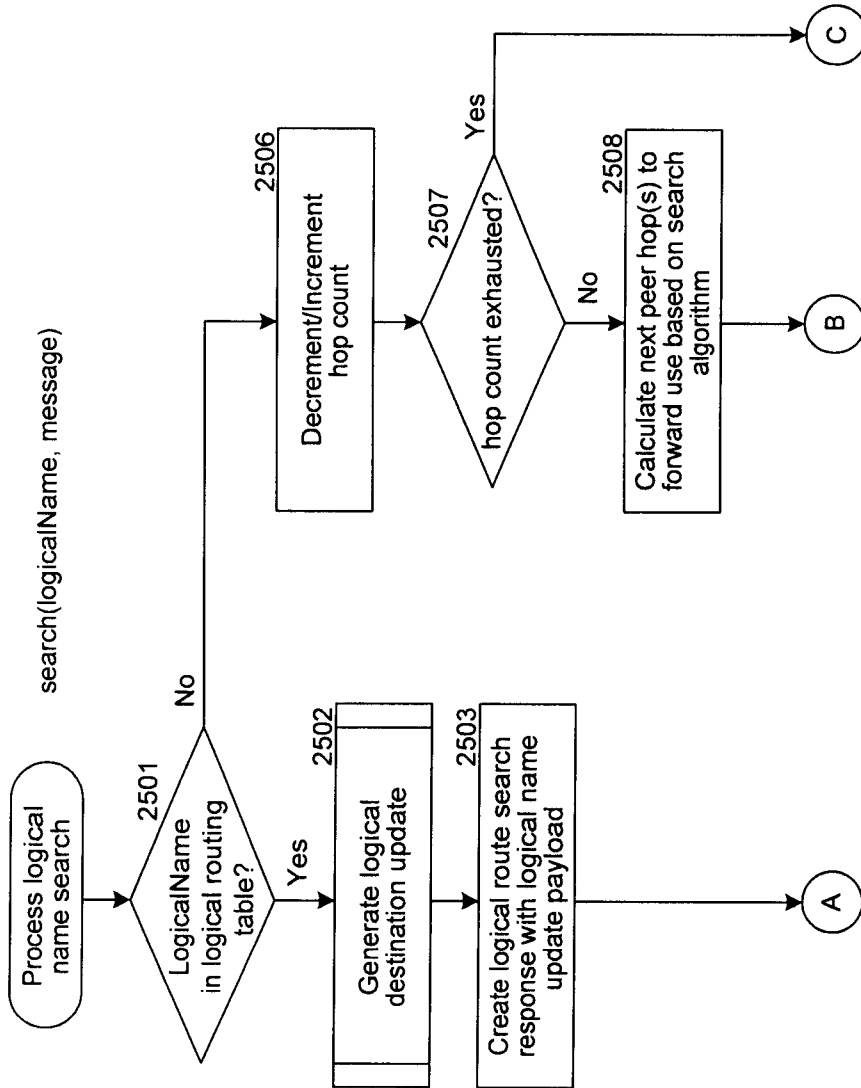 search(logicalName, message)
Process logical
name search
2501
LogicalName
in logical routing
table?
No
Yes
2502
Generate logical
destination update
2503
Create logical route search
response with logical name
update payload
A
2506
Decrement/Increment
hop count
2507
hop count exhausted?
Yes
No
2508
Calculate next peer hop(s) to
forward use based on search
algorithm
B
C